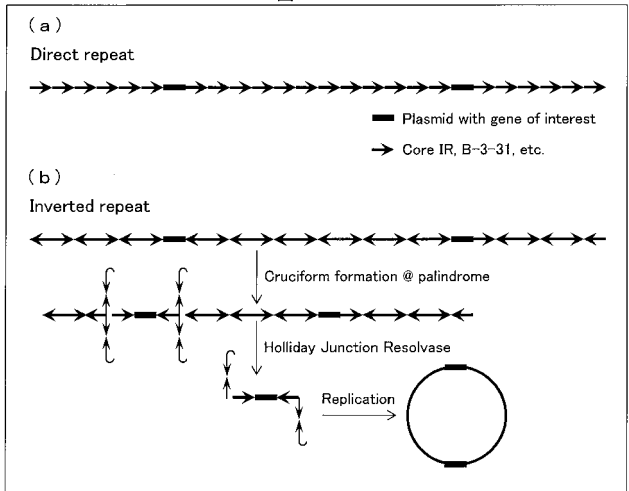 (a)
Direct repeat
Plasmid with gene of interest
Core IR, B-3-31, etc.
(b)
Inverted repeat
Cruciform formation @ palindrome
Holliday Junction Resolvase
Replication